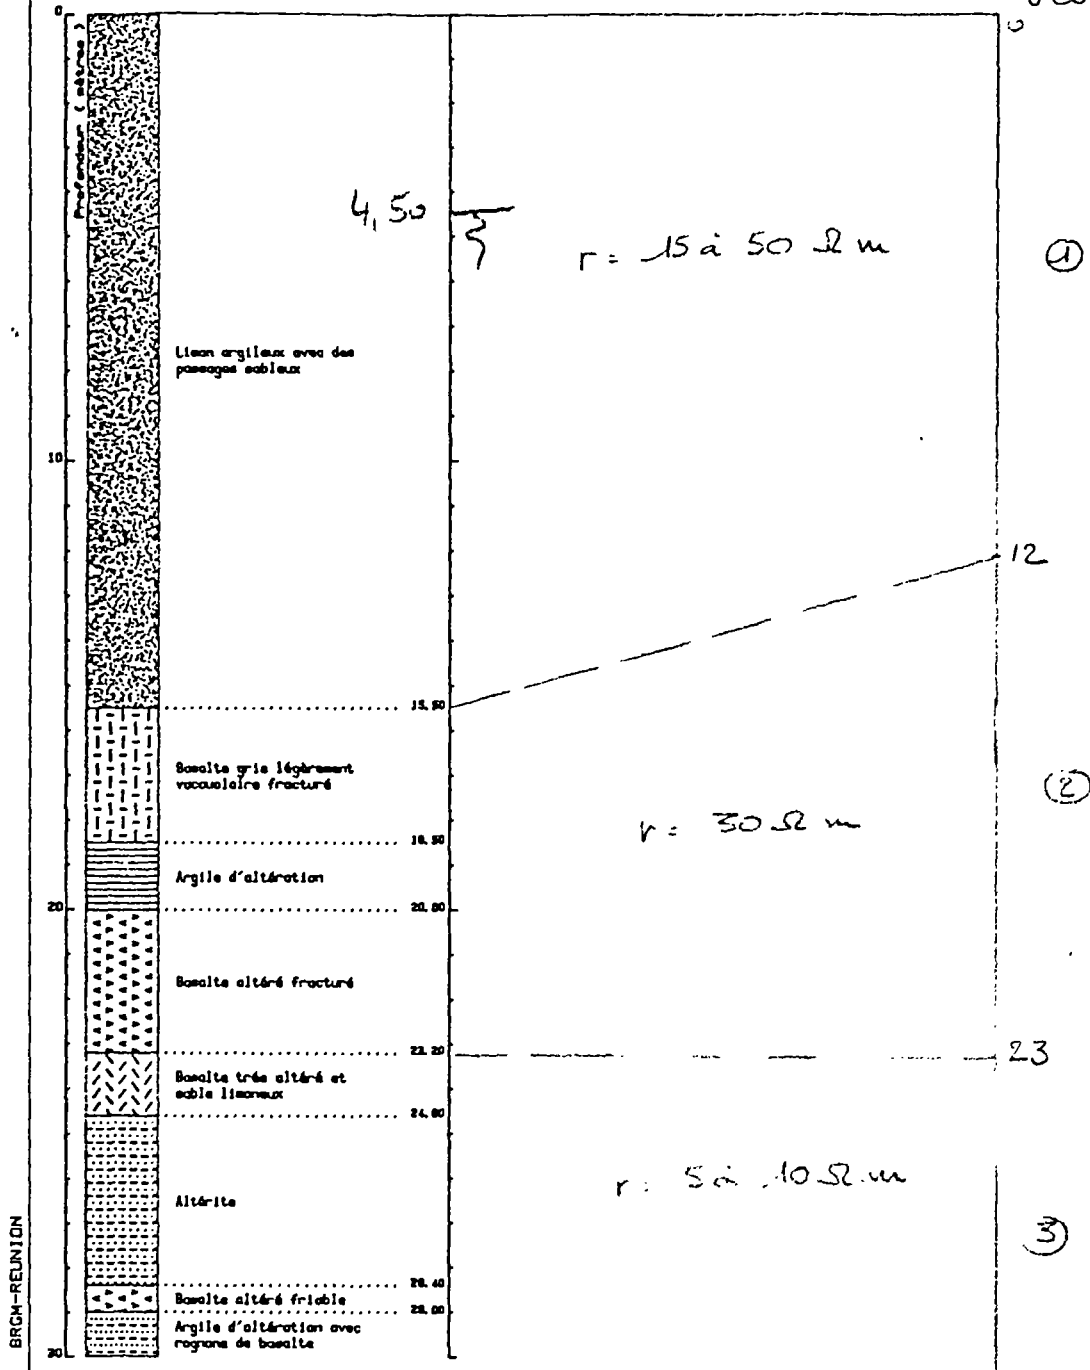 0
Profondeur ( mètres )
0
4,50
r = 15 à 50 Ω m
①
Limon argileux avec des
passages sableux
10
12
15.50
Basalte gris légèrement
vacuolaire fracturé
②
r = 30 Ω m
18.50
Argile d'altération
20
20.00
Basalte altéré fracturé
23.20
23
Basalte trés altéré et
sable limoneux
24.60
r = 5 à 10 Ω m
Altérite
③
28.40
Basalte altéré friable
Argile d'altération avec
rognons de basalte
30
BRGM-REUNION